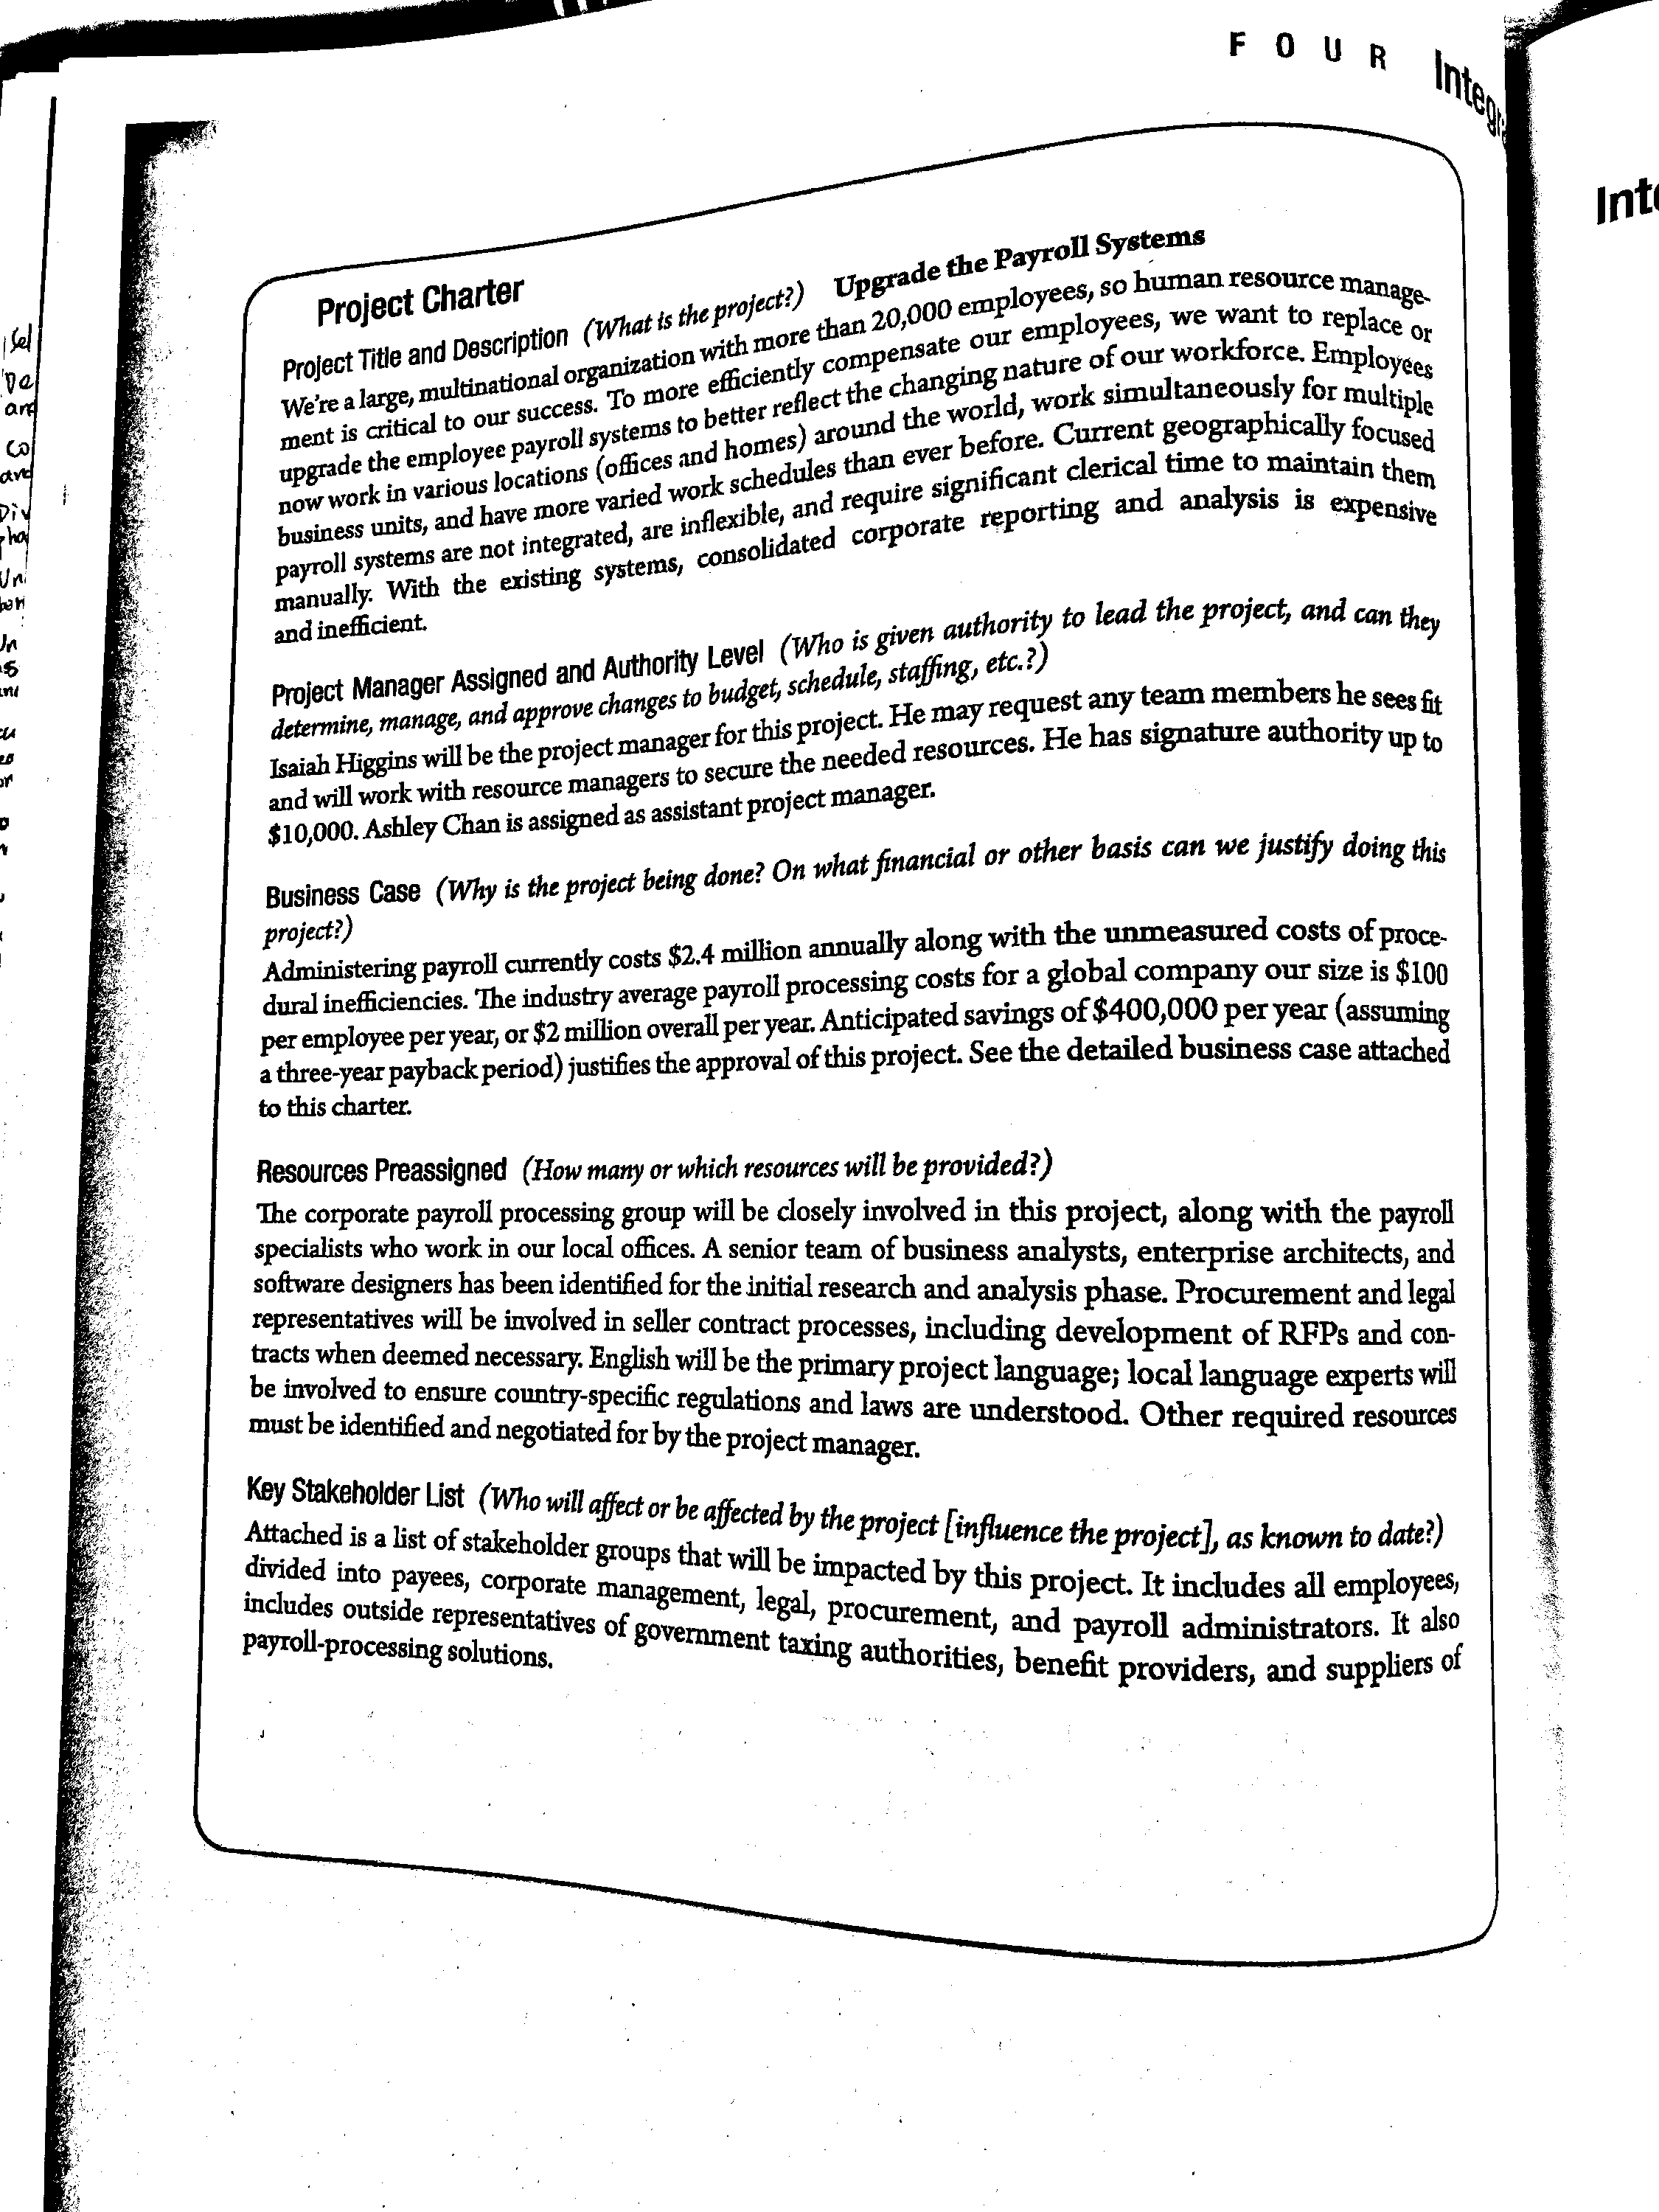 F O U R
Project Charter
Project Title and Description (What is the project?) Upgrade the Payroll Systems
We're a large, multinational organization with more than 20,000 employees, so human resource manage-
ment is critical to our success. To more efficiently compensate our employees, we want to replace or
upgrade the employee payroll systems to better reflect the changing nature of our workforce. Employees
now work in various locations (offices and homes) around the world, work simultaneously for multiple
business units, and have more varied work schedules than ever before. Current geographically focused
payroll systems are not integrated, are inflexible, and require significant clerical time to maintain them
manually. With the existing systems, consolidated corporate reporting and analysis is expensive
and inefficient.
Project Manager Assigned and Authority Level (Who is given authority to lead the project, and can they
determine, manage, and approve changes to budget, schedule, staffing, etc.?)
Isaiah Higgins will be the project manager for this project. He may request any team members he sees fit
and will work with resource managers to secure the needed resources. He has signature authority up to
$10,000. Ashley Chan is assigned as assistant project manager.
Business Case (Why is the project being done? On what financial or other basis can we justify doing this
project?)
Administering payroll currently costs $2.4 million annually along with the unmeasured costs of proce-
dural inefficiencies. The industry average payroll processing costs for a global company our size is $100
per employee per year, or $2 million overall per year. Anticipated savings of $400,000 per year (assuming
a three-year payback period) justifies the approval of this project. See the detailed business case attached
to this charter.
Resources Preassigned (How many or which resources will be provided?)
The corporate payroll processing group will be closely involved in this project, along with the payroll
specialists who work in our local offices. A senior team of business analysts, enterprise architects, and
software designers has been identified for the initial research and analysis phase. Procurement and legal
representatives will be involved in seller contract processes, including development of RFPs and con-
tracts when deemed necessary. English will be the primary project language; local language experts will
be involved to ensure country-specific regulations and laws are understood. Other required resources
must be identified and negotiated for by the project manager.
Key Stakeholder List (Who will affect or be affected by the project [influence the project], as known to date?)
Attached is a list of stakeholder groups that will be impacted by this project. It includes all employees,
divided into payees, corporate management, legal, procurement, and payroll administrators. It also
includes outside representatives of government taxing authorities, benefit providers, and suppliers of
payroll-processing solutions.